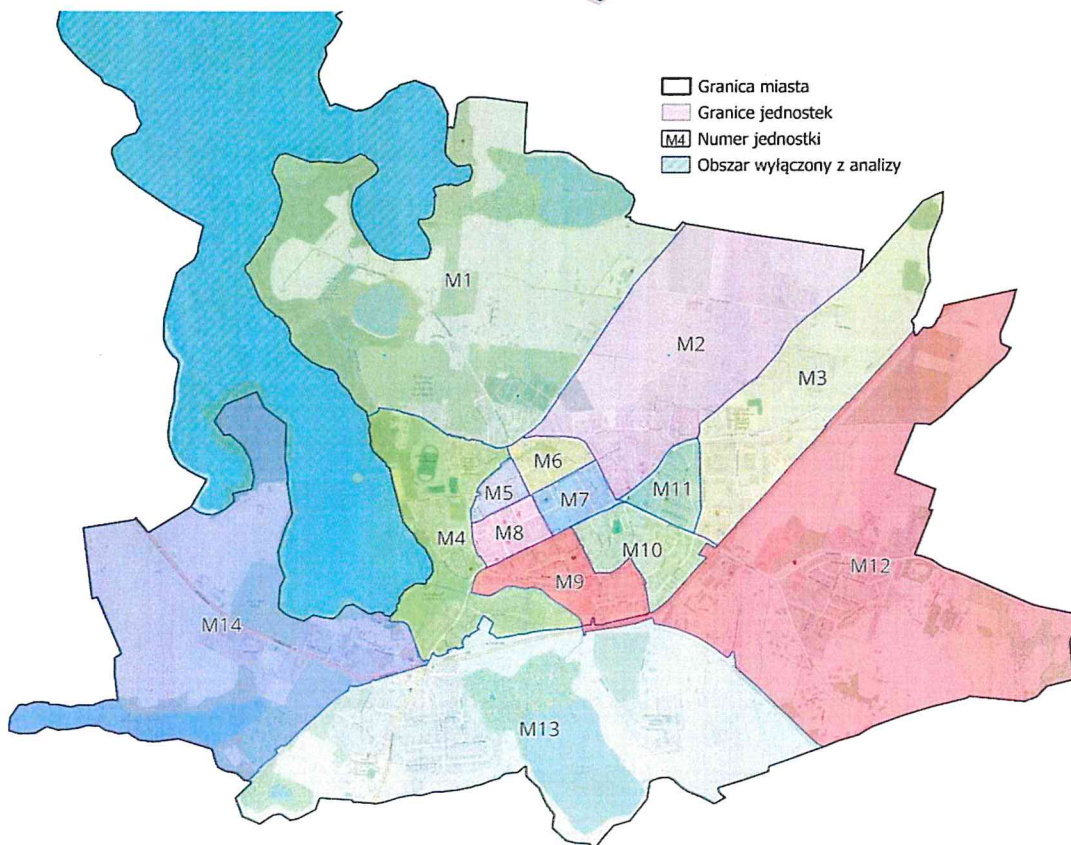 Granica miasta
Granice jednostek
M4 Numer jednostki
Obszar wyłączony z analizy
M1
M2
M3
M6
M5
M7
M11
M4
M8
M10
M9
M12
M14
M13